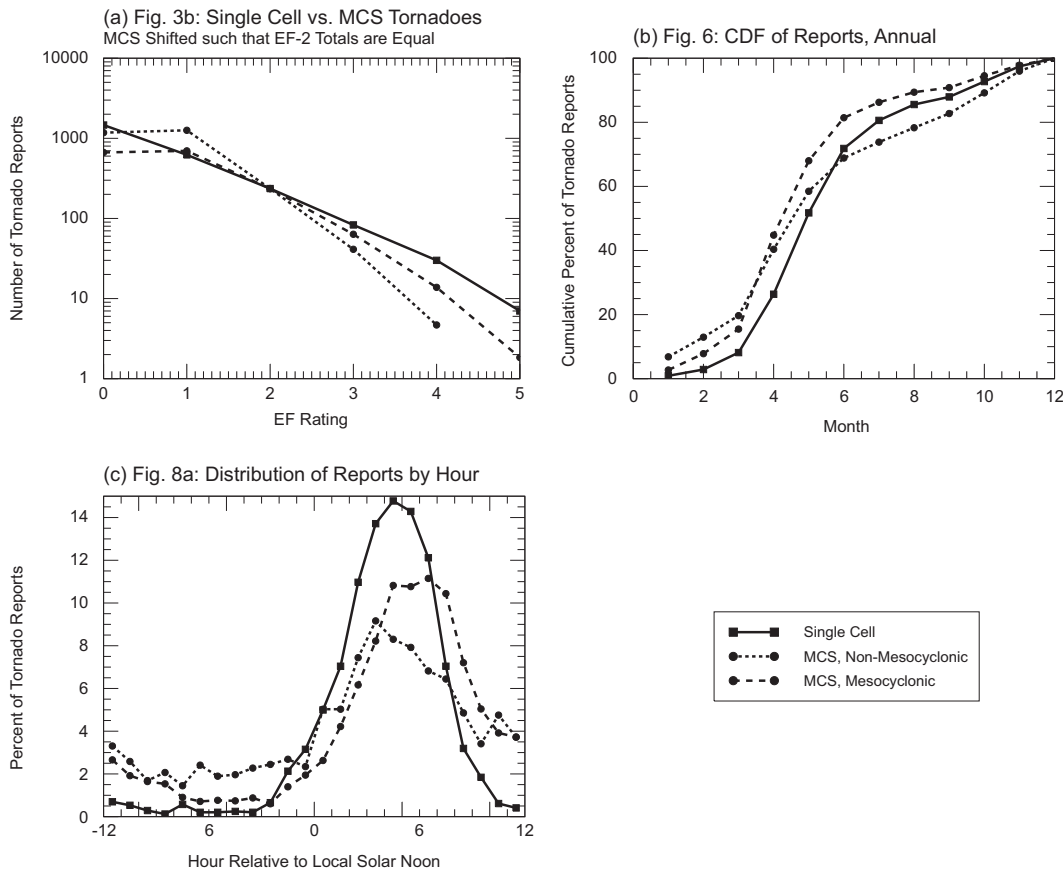 (a) Fig. 3b: Single Cell vs. MCS Tornadoes
MCS Shifted such that EF-2 Totals are Equal
10000
1000
100
10
1
0 1 2 3 4 5
Number of Tornado Reports
EF Rating
(b) Fig. 6: CDF of Reports, Annual
100
80
60
40
20
0
0 2 4 6 8 10 12
Cumulative Percent of Tornado Reports
Month
(c) Fig. 8a: Distribution of Reports by Hour
14
12
10
8
6
4
2
0
-12 6 0 6 12
Percent of Tornado Reports
Hour Relative to Local Solar Noon
Single Cell
MCS, Non-Mesocyclonic
MCS, Mesocyclonic